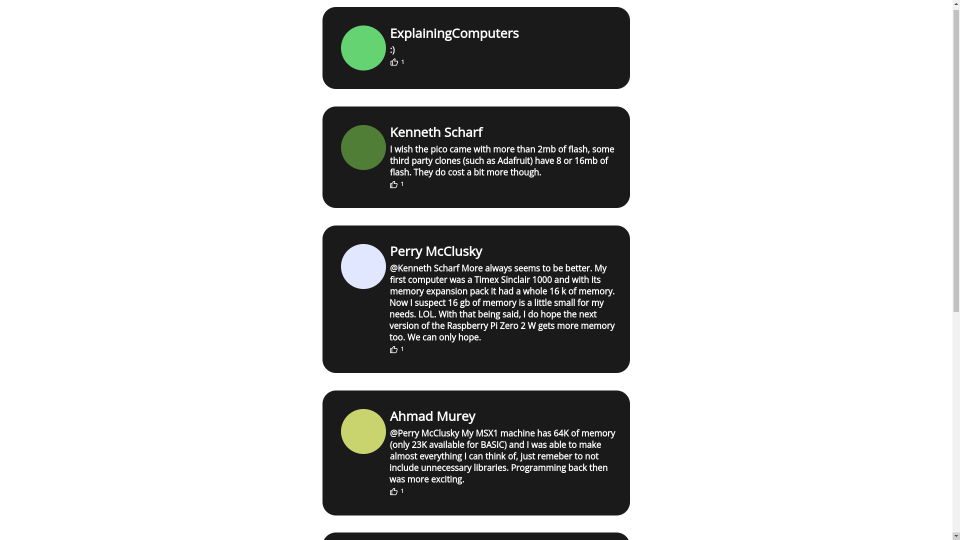 ExplainingComputers
:)
1
Kenneth Scharf
I wish the pico came with more than 2mb of flash, some
third party clones (such as Adafruit) have 8 or 16mb of
flash. They do cost a bit more though.
1
Perry McClusky
@Kenneth Scharf More always seems to be better. My
first computer was a Timex Sinclair 1000 and with its
memory expansion pack it had a whole 16 k of memory.
Now I suspect 16 gb of memory is a little small for my
needs. LOL. With that being said, I do hope the next
version of the Raspberry Pi Zero 2 W gets more memory
too. We can only hope.
1
Ahmad Murey
@Perry McClusky My MSX1 machine has 64K of memory
(only 23K available for BASIC) and I was able to make
almost everything I can think of, just remeber to not
include unnecessary libraries. Programming back then
was more exciting.
1